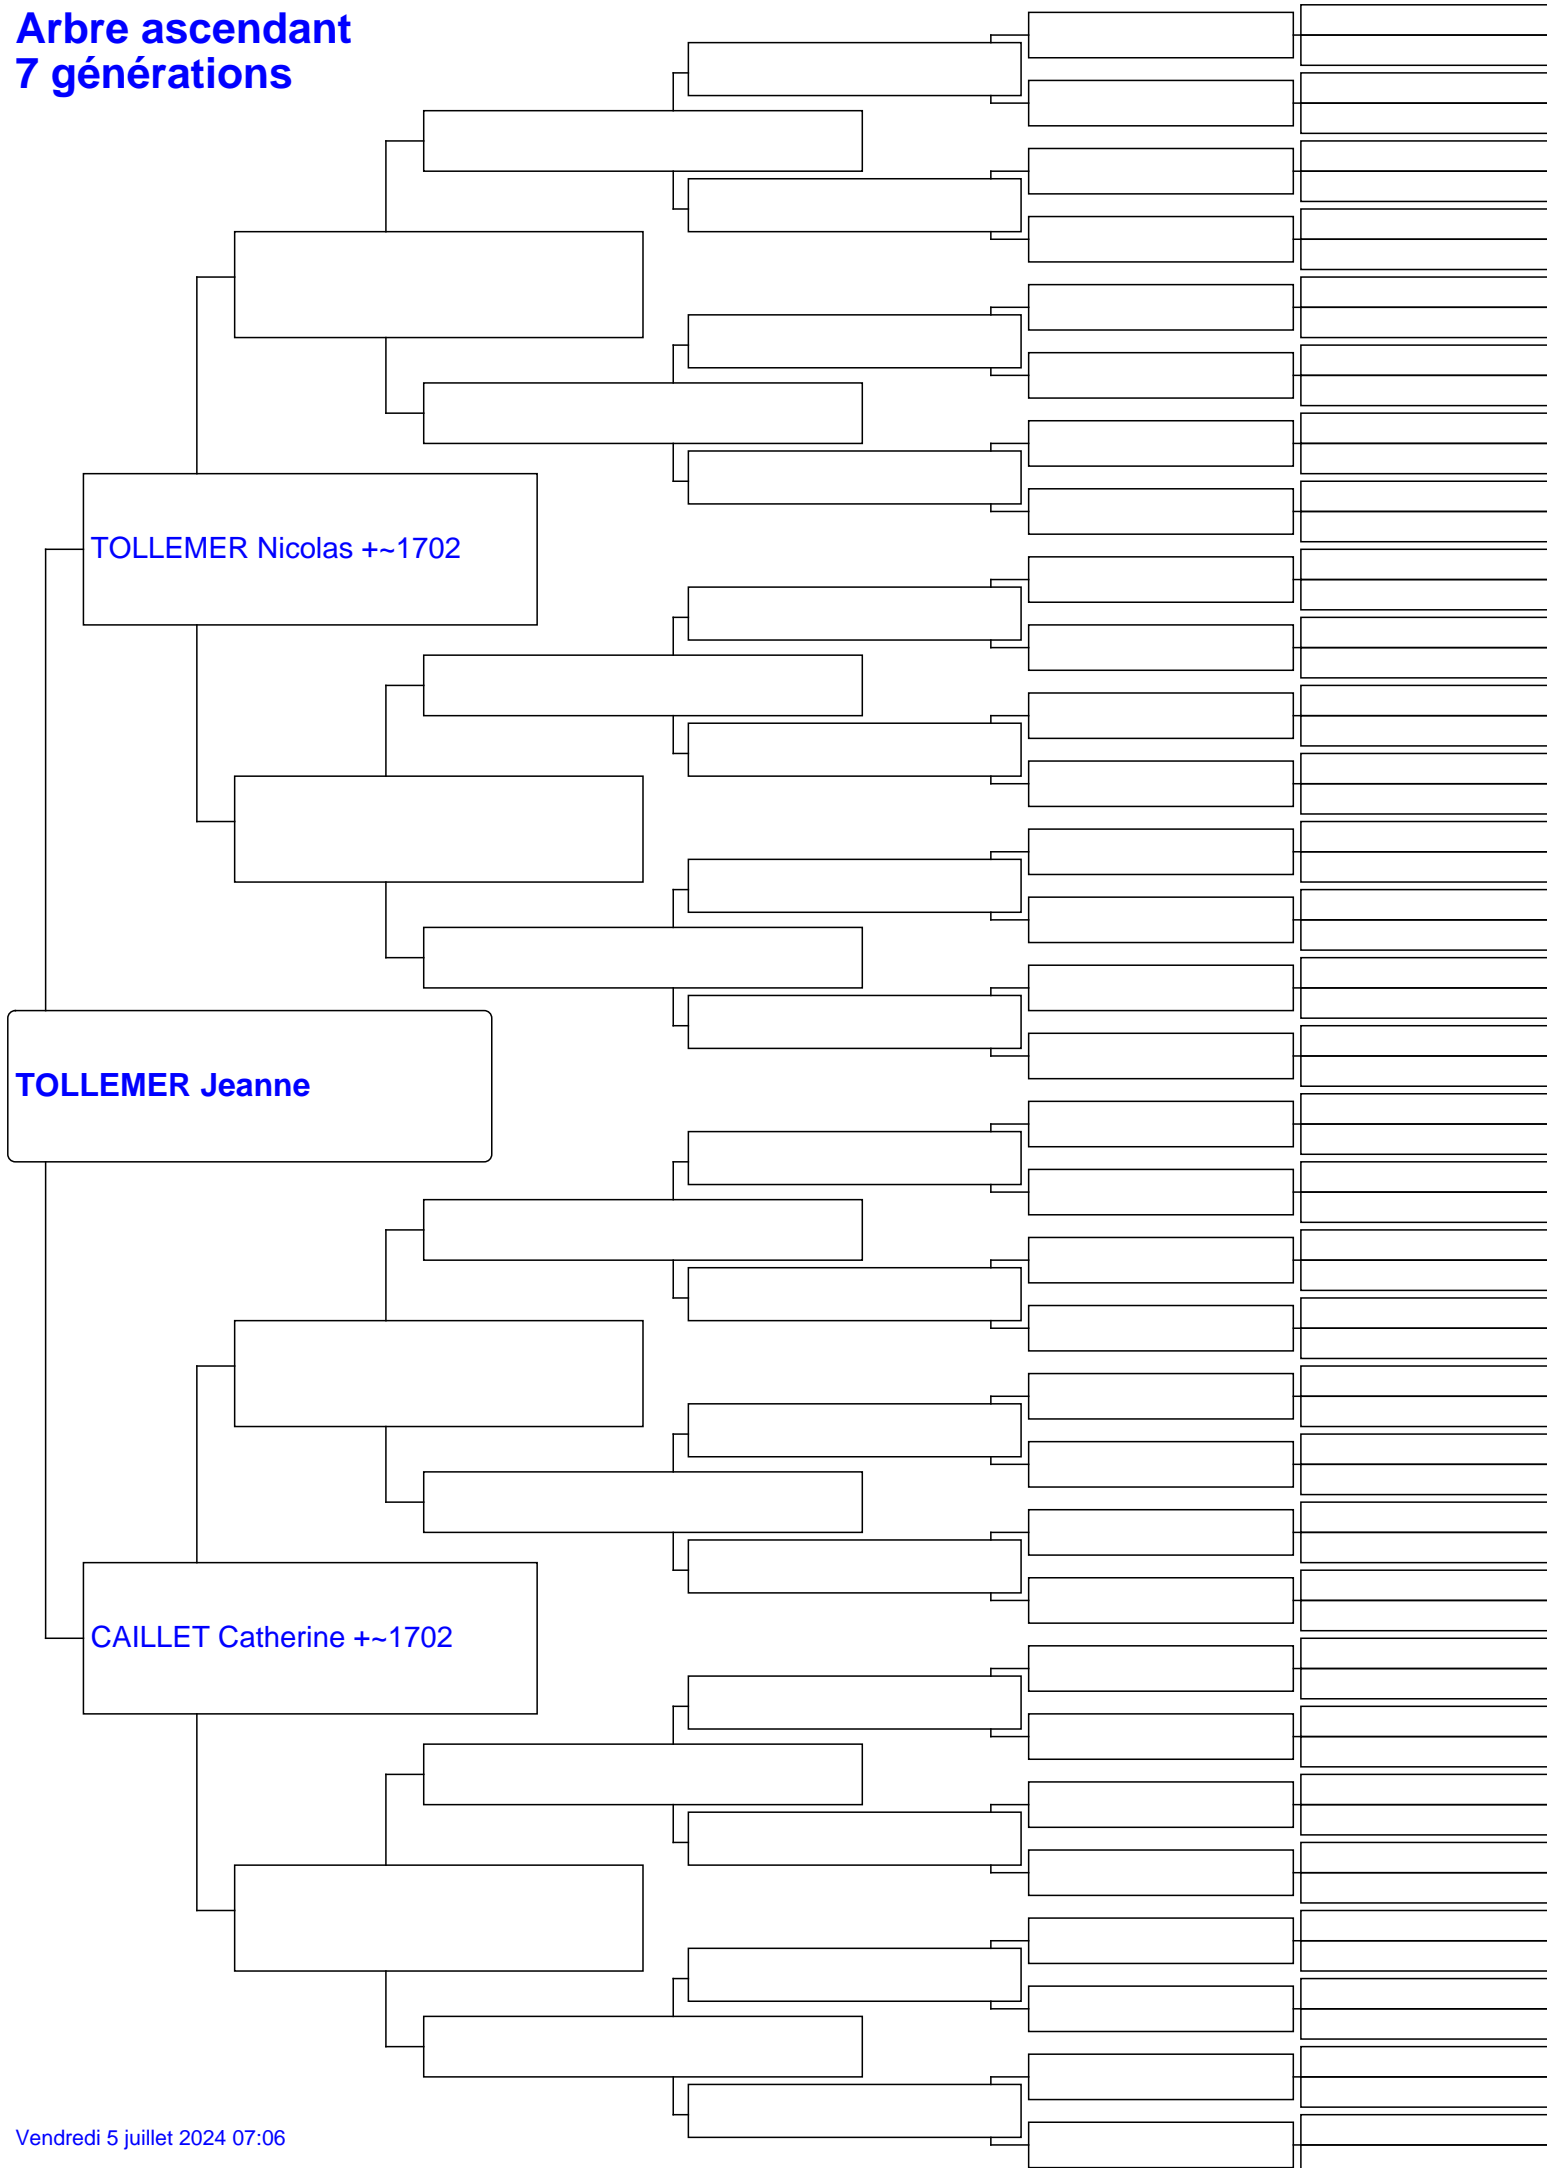 Arbre ascendant
7 générations
TOLLEMER Nicolas +~1702
TOLLEMER Jeanne
CAILLET Catherine +~1702
Vendredi 5 juillet 2024 07:06